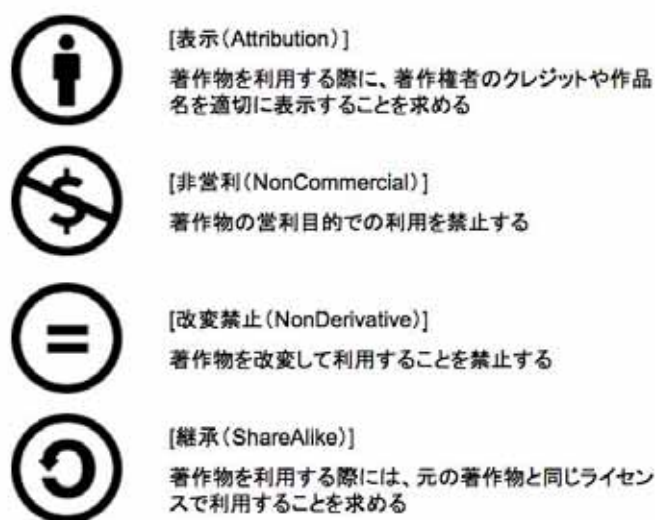 [表示(Attribution)]
著作物を利用する際に、著作権者のクレジットや作品
名を適切に表示することを求める
[非営利(NonCommercial)]
著作物の営利目的での利用を禁止する
[改変禁止(NonDerivative)]
著作物を改変して利用することを禁止する
[継承(ShareAlike)]
著作物を利用する際には、元の著作物と同じライセン
スで利用することを求める